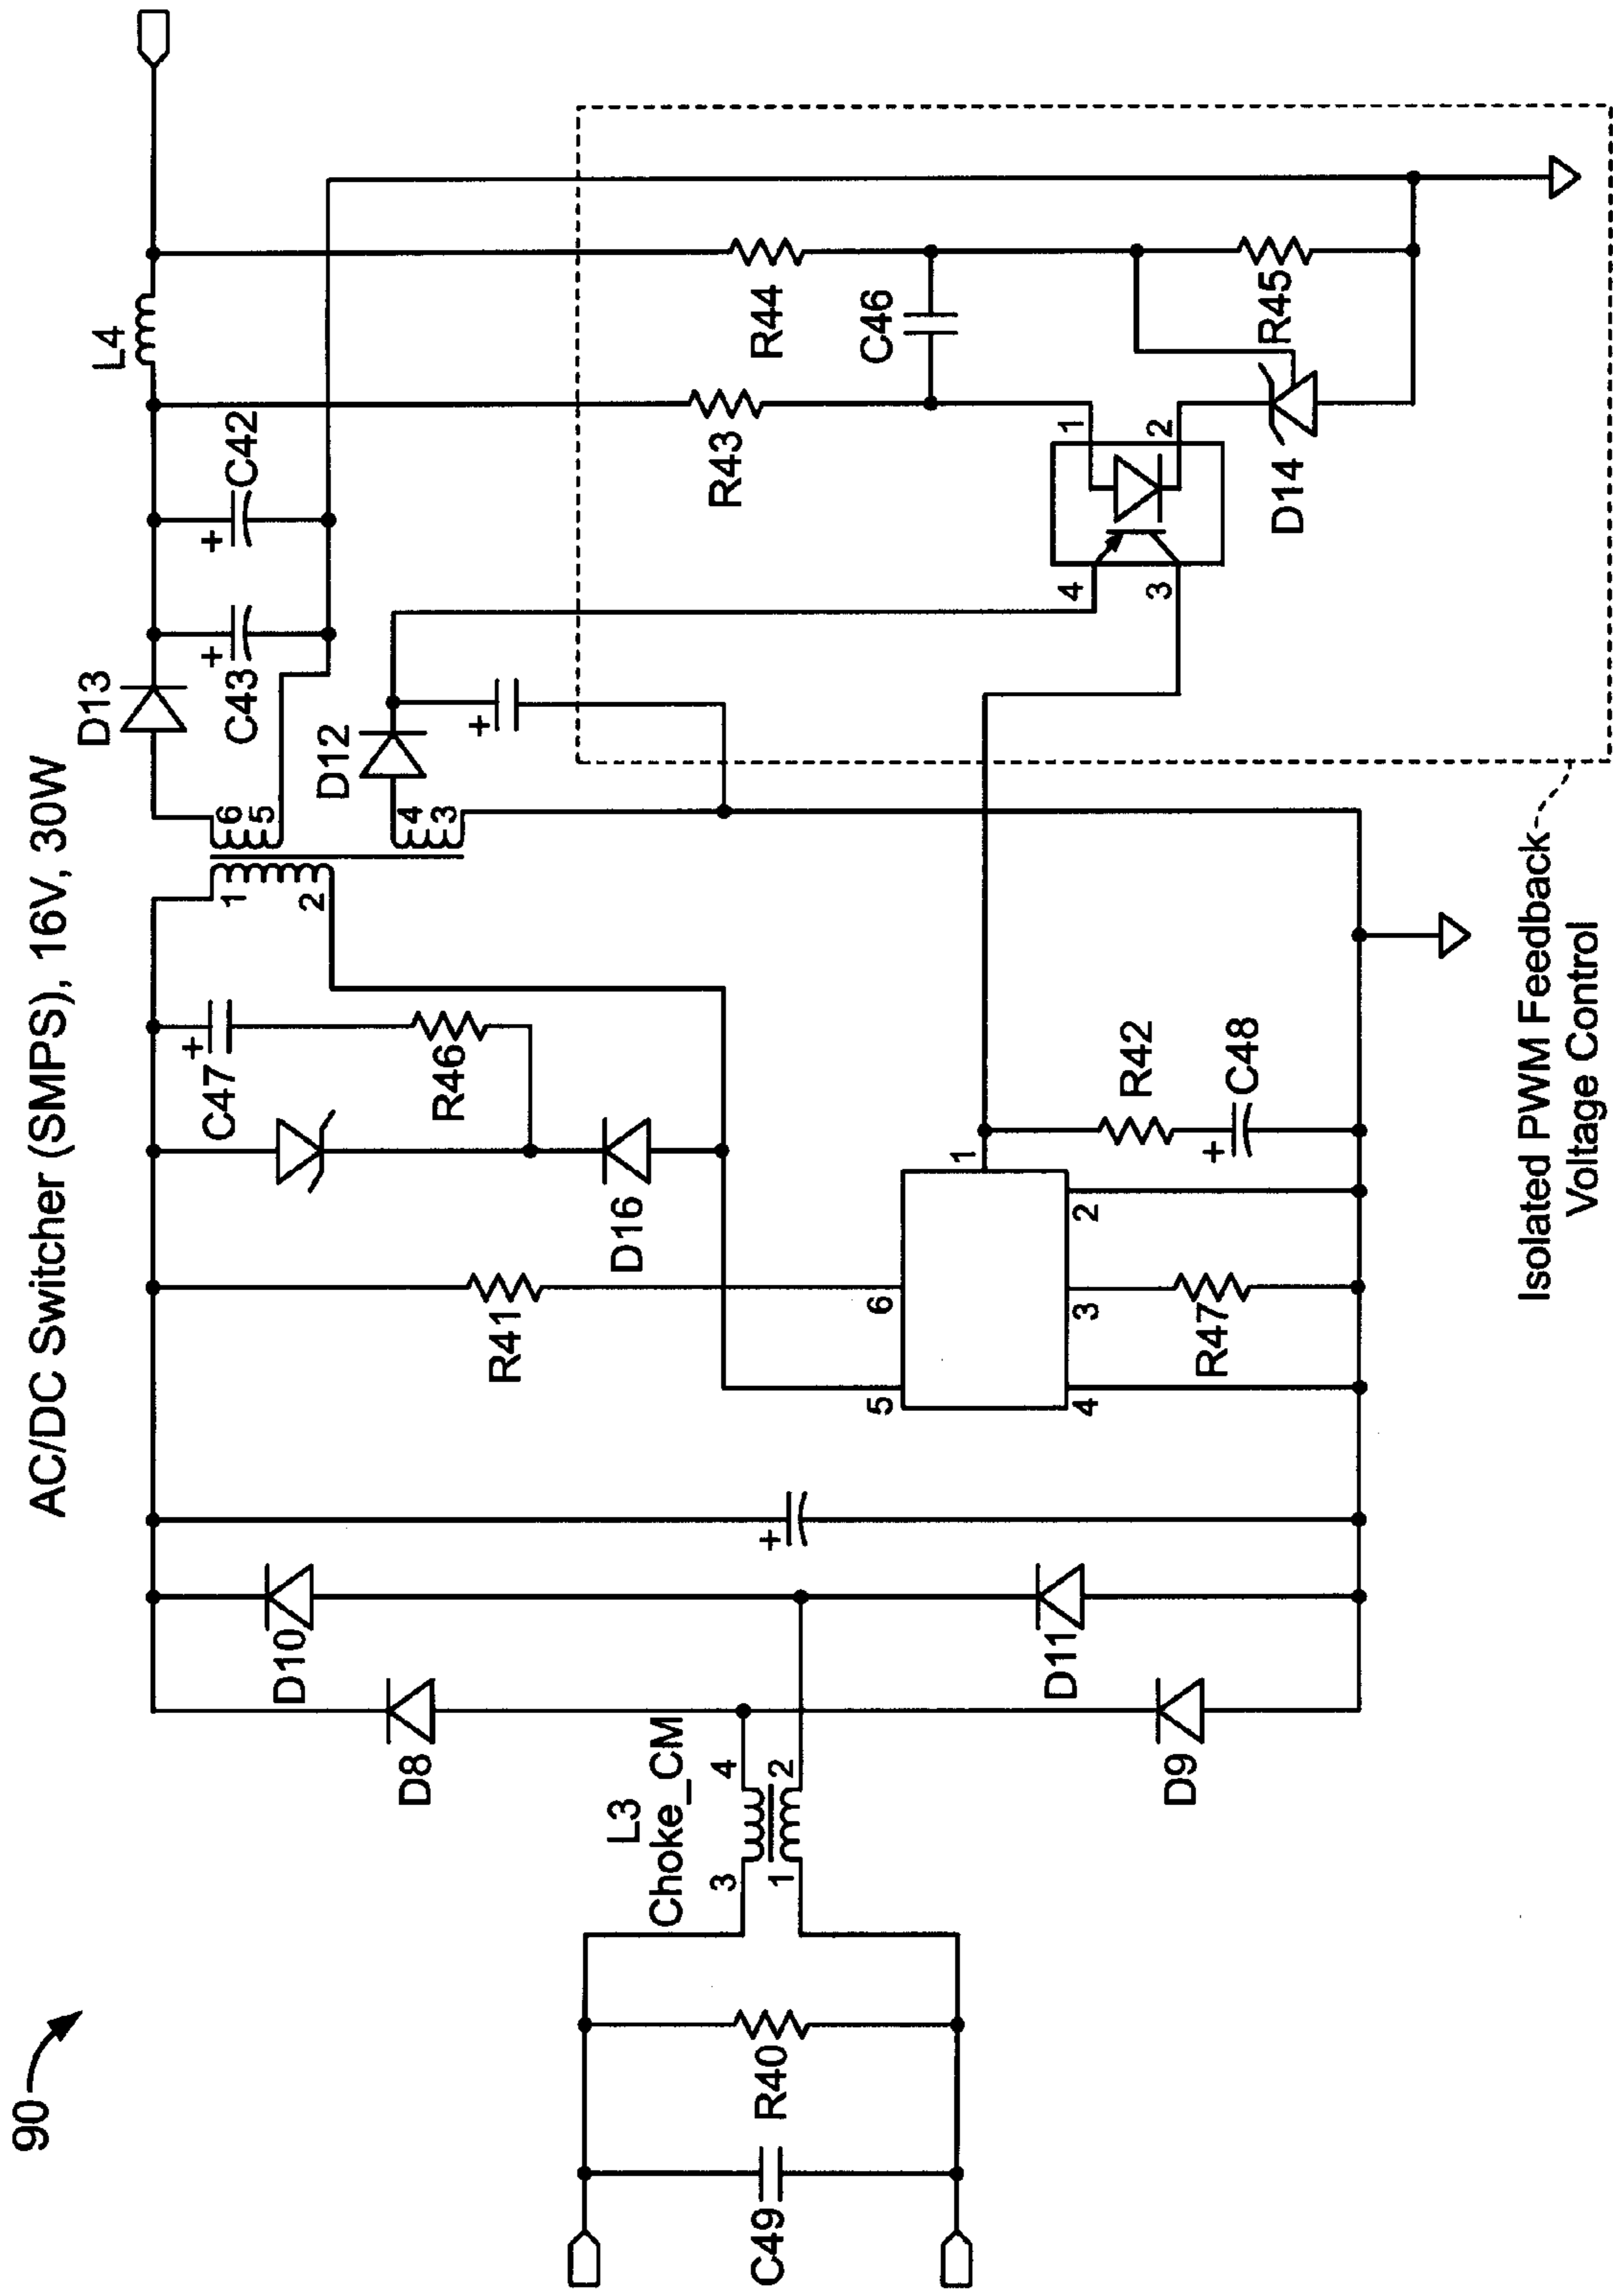 90
AC/DC Switcher (SMPS), 16V, 30W
C49
R40
L3
Choke_CM
3
4
1
2
D8
D9
D10
D11
+
R41
5
6
4
3
2
1
R47
D16
C47
+
R46
R42
C48
+
1
2
6
5
4
3
D13
D12
+
C43
+
C42
+
L4
R43
R44
C46
R45
D14
1
2
4
3
Isolated PWM Feedback
Voltage Control